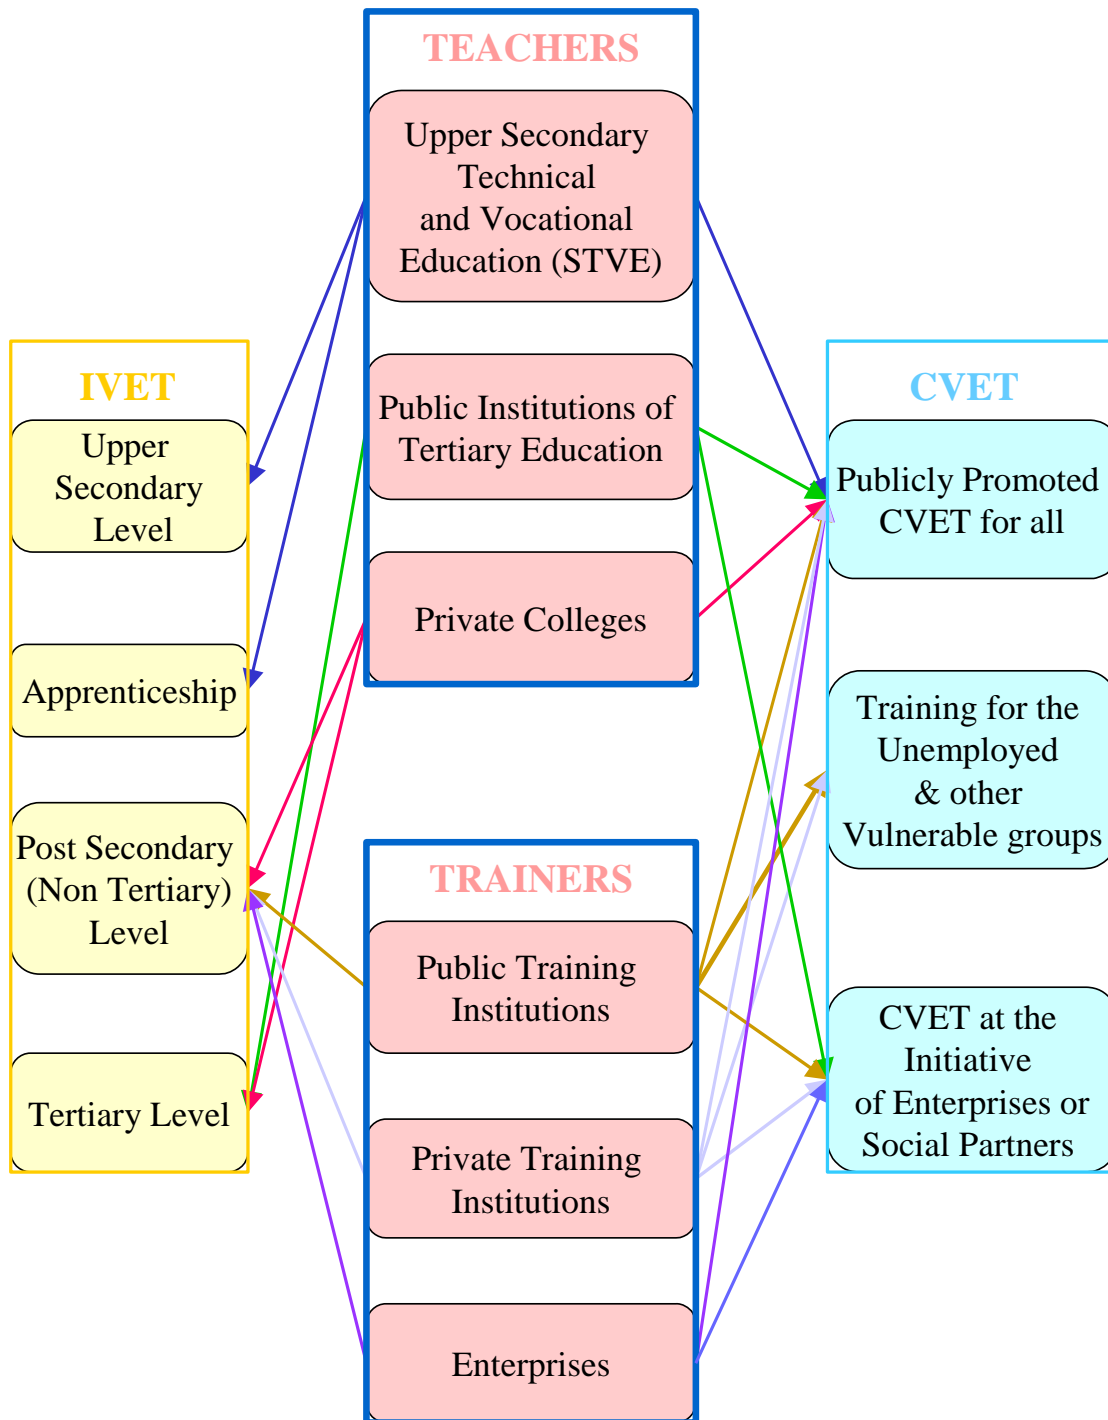 TEACHERS
Upper Secondary
Technical
and Vocational
Education (STVE)
Public Institutions of
Tertiary Education
Private Colleges
IVET
Upper
Secondary
Level
Apprenticeship
Post Secondary
(Non Tertiary)
Level
Tertiary Level
TRAINERS
Public Training
Institutions
Private Training
Institutions
Enterprises
CVET
Publicly Promoted
CVET for all
Training for the
Unemployed
& other
Vulnerable groups
CVET at the
Initiative
of Enterprises or
Social Partners